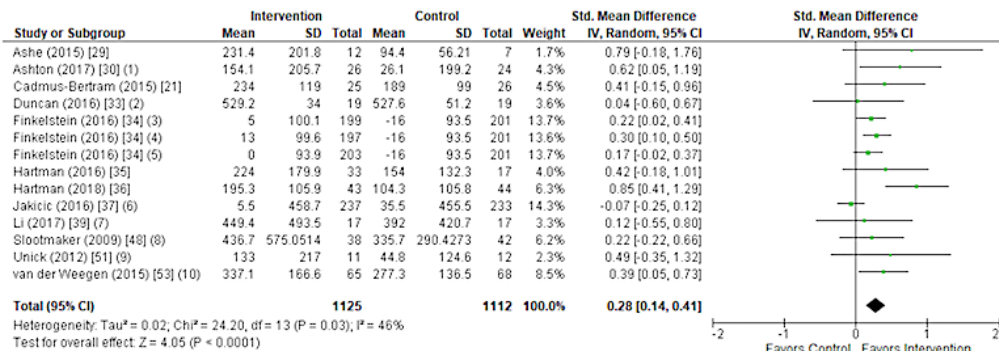 Intervention Control Std. Mean Difference Std. Mean Difference
Study or Subgroup Mean SD Total Mean SD Total Weight IV, Random, 95% CI IV, Random, 95% CI
Ashe (2015) [29] 231.4 201.8 12 94.4 56.21 7 1.7% 0.79 [-0.18, 1.76]
Ashton (2017) [30] (1) 154.1 205.7 26 26.1 199.2 24 4.3% 0.62 [0.05, 1.19]
Cadmus-Bertram (2015) [21] 234 119 25 189 99 26 4.4% 0.41 [-0.15, 0.96]
Duncan (2016) [33] (2) 529.2 34 19 527.6 51.2 19 3.5% 0.04 [-0.60, 0.67]
Finkelstein (2016) [34] (3) 5 100.1 199 -16 93.5 201 13.7% 0.22 [0.02, 0.41]
Finkelstein (2016) [34] (4) 13 99.6 197 -16 93.5 201 13.6% 0.30 [0.10, 0.50]
Finkelstein (2016) [34] (5) 0 93.9 203 -16 93.5 201 13.7% 0.17 [-0.02, 0.37]
Hartman (2016) [35] 224 179.9 33 154 132.3 17 4.0% 0.42 [-0.18, 1.01]
Hartman (2018) [36] 195.3 105.9 43 104.3 105.8 44 6.1% 0.85 [0.41, 1.29]
Jakicic (2016) [37] (6) 5.5 458.7 237 35.5 455.5 233 14.4% -0.07 [-0.25, 0.12]
Li (2017) [39] (7) 449.4 493.5 17 392 420.7 17 3.2% 0.12 [-0.55, 0.80]
Slootmaker (2009) [48] (8) 436.7 575.0514 38 335.7 290.4273 42 6.2% 0.22 [-0.22, 0.66]
Unick (2012) [51] (9) 133 217 11 44.8 124.6 12 2.2% 0.49 [-0.35, 1.32]
van der Weegen (2015) [53] (10) 337.1 166.6 65 277.3 136.5 68 8.5% 0.39 [0.05, 0.73]
Total (95% CI) 1125 1112 100.0% 0.28 [0.14, 0.41]
Heterogeneity: Tau² = 0.02; Chi² = 24.20, df = 13 (P = 0.03); I² = 46%
Test for overall effect: Z = 4.05 (P < 0.0001)
-2 -1 0 1 2
Favors Control Favors Intervention